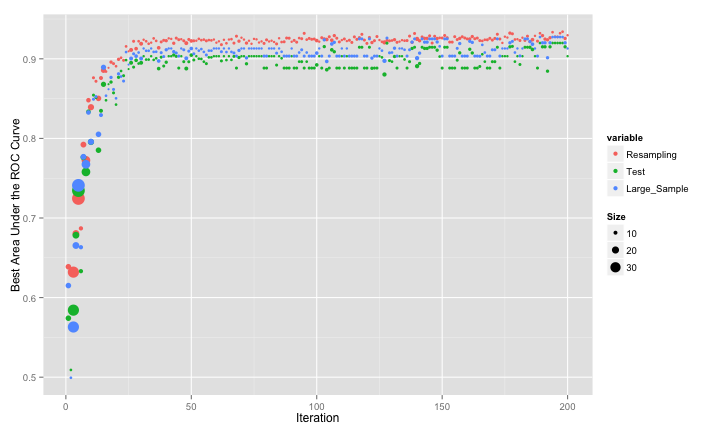 Best Area Under the ROC Curve
0.9
0.8
0.7
0.6
0.5
0
50
100
150
200
Iteration
variable
Resampling
Test
Large_Sample
Size
10
20
30